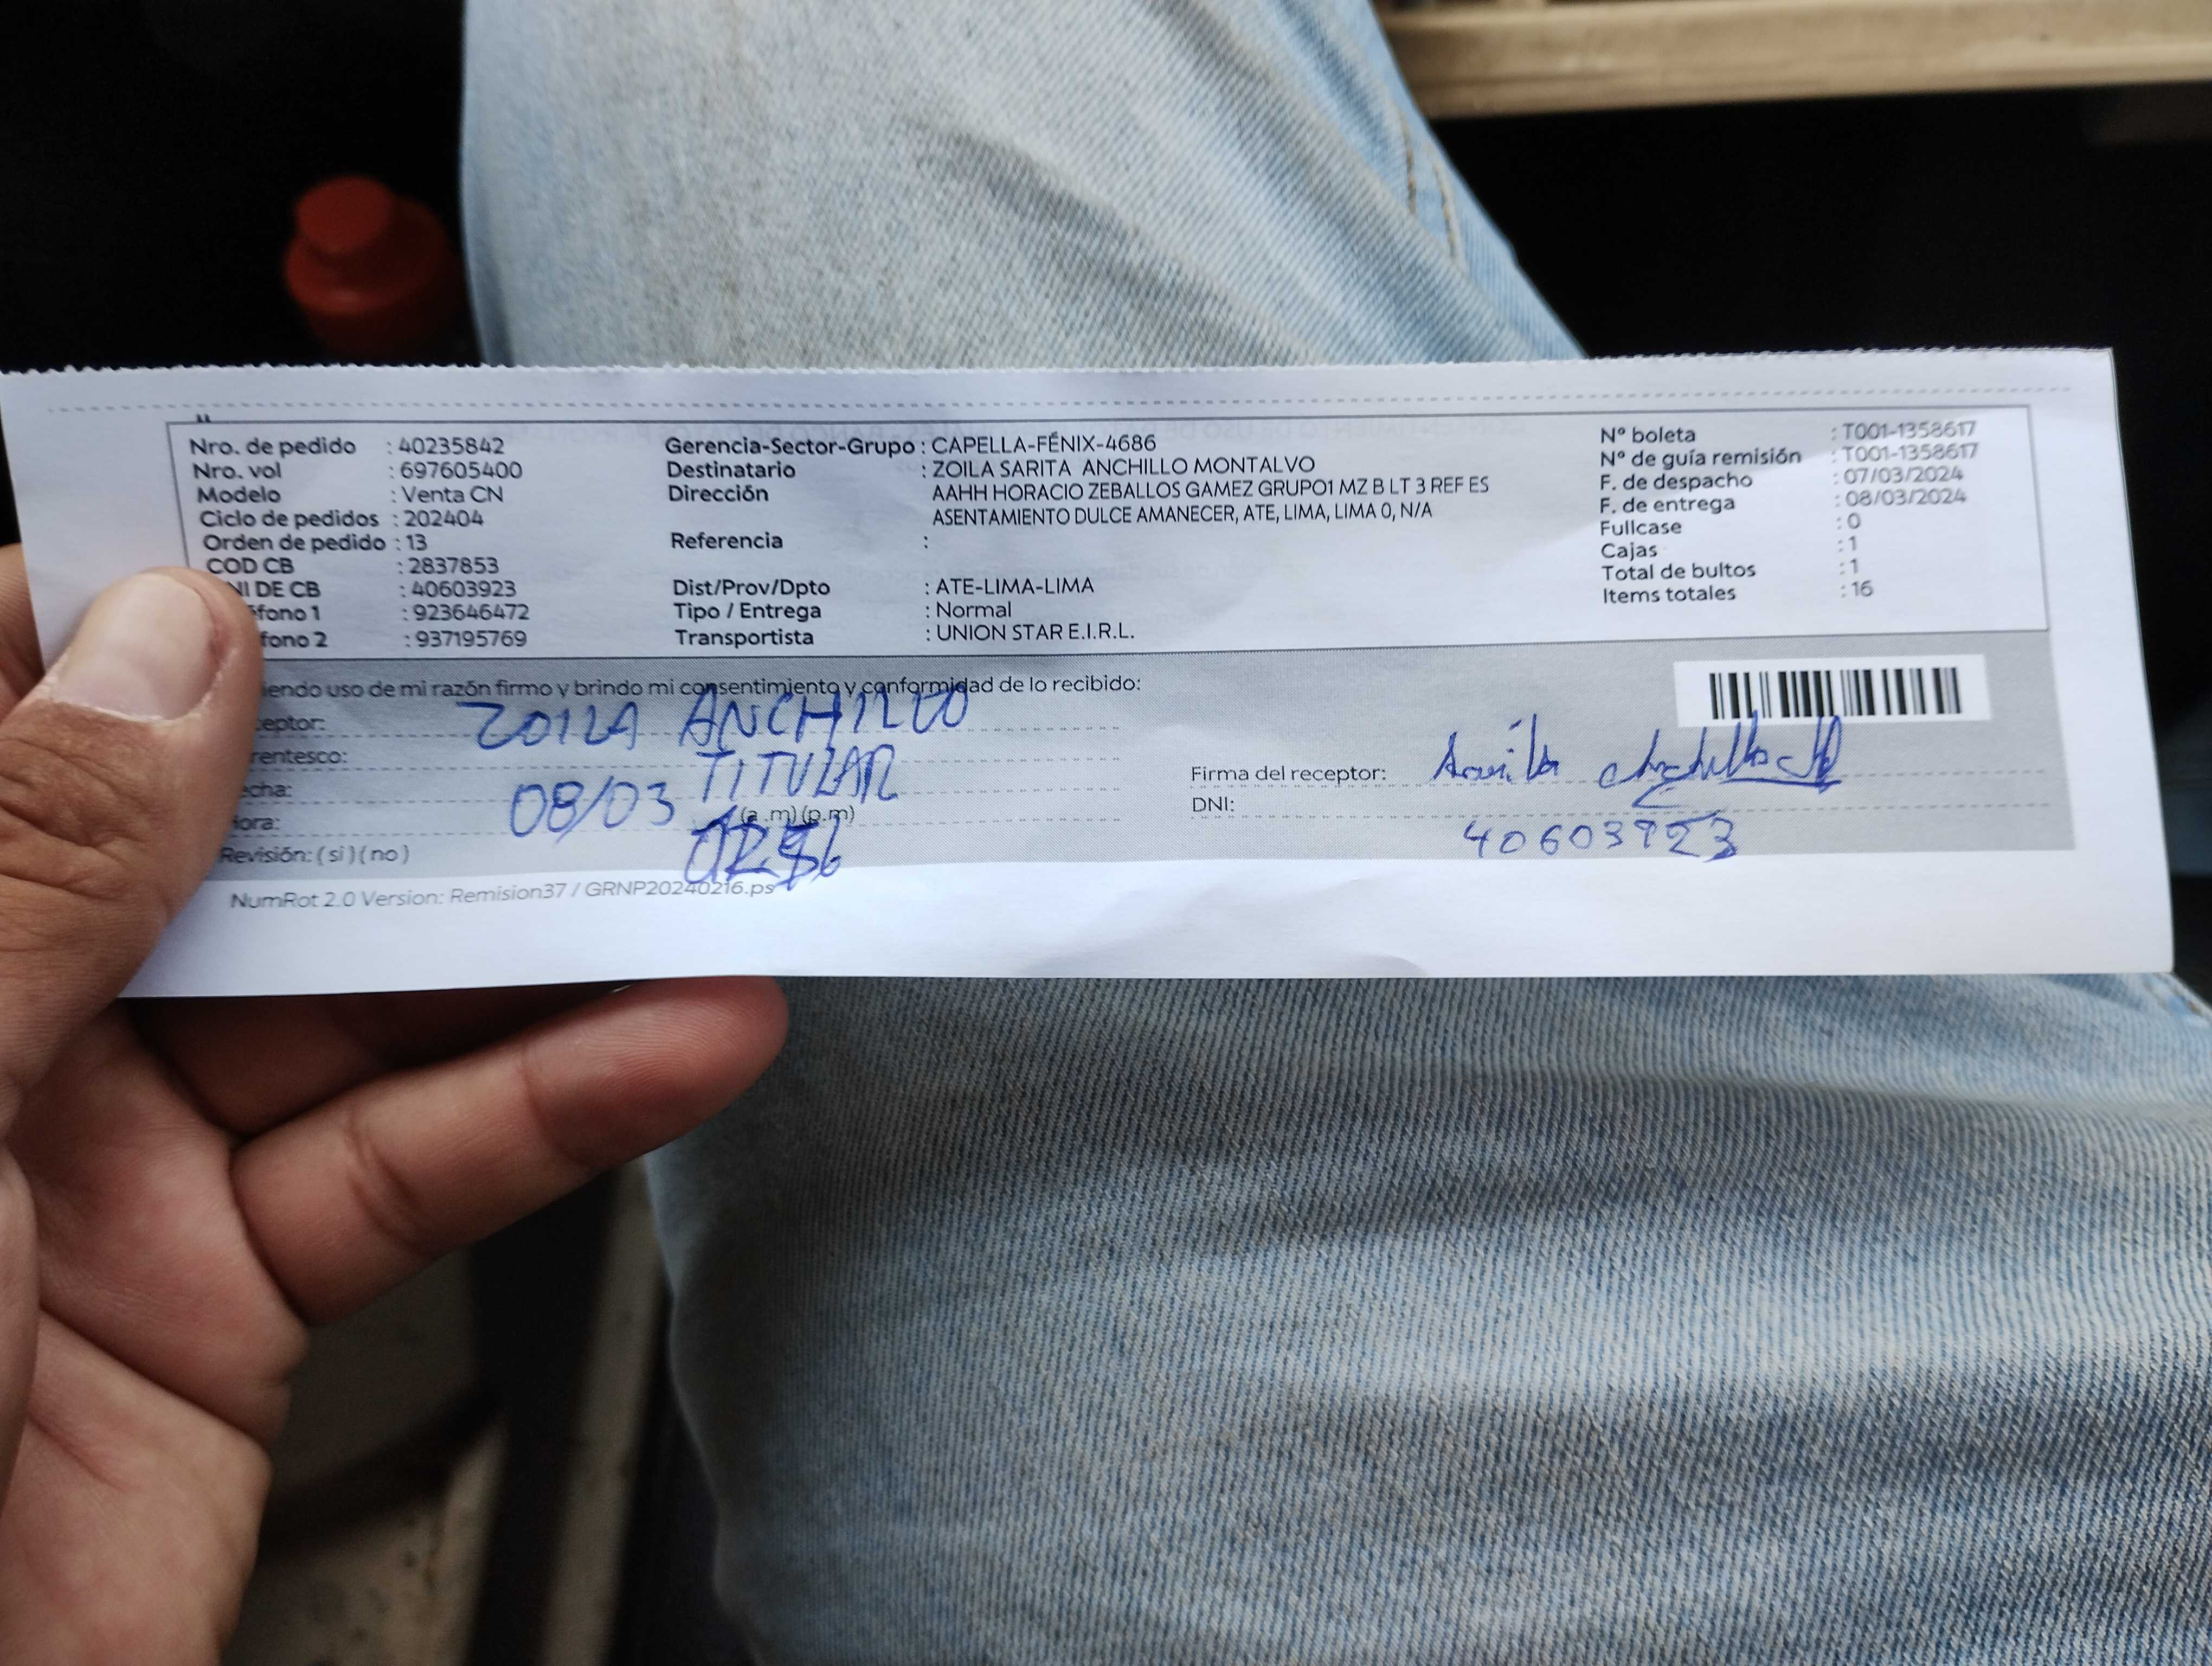 Nro. de pedido : 40235842
Nro. vol : 697605400
Modelo : Venta CN
Ciclo de pedidos : 202404
Orden de pedido : 13
COD CB : 2837853
NI DE CB : 40603923
éfono 1 : 923646472
fono 2 : 937195769
Gerencia-Sector-Grupo : CAPELLA-FÉNIX-4686
Destinatario : ZOILA SARITA ANCHILLO MONTALVO
Dirección AAHH HORACIO ZEBALLOS GAMEZ GRUPO1 MZ B LT 3 REF ES
ASENTAMIENTO DULCE AMANECER, ATE, LIMA, LIMA 0, N/A
Referencia :
Dist/Prov/Dpto : ATE-LIMA-LIMA
Tipo / Entrega : Normal
Transportista : UNION STAR E.I.R.L.
Nº boleta : T001-1358617
Nº de guía remisión : T001-1358617
F. de despacho : 07/03/2024
F. de entrega : 08/03/2024
Fullcase : 0
Cajas : 1
Total de bultos : 1
Items totales : 16
iendo uso de mi razón firmo y brindo mi consentimiento y conformidad de lo recibido:
eptor: ZOILA ANCHILLO
rentesco: TITULAR
echa: 08/03
ora: (a .m) (p.m)
Revisión: ( si ) ( no )
Firma del receptor:
DNI: 40603923
NumRot 2.0 Version: Remision37 / GRNP20240216.ps